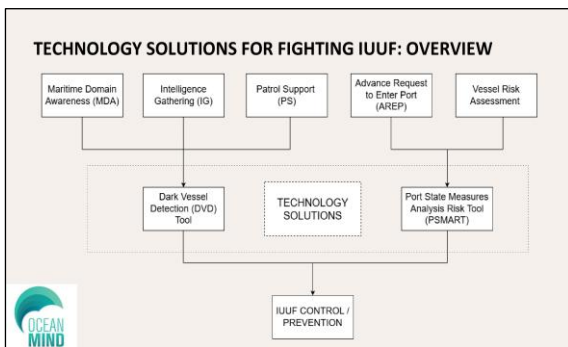 TECHNOLOGY SOLUTIONS FOR FIGHTING IUUF: OVERVIEW
Maritime Domain
Awareness (MDA)
Intelligence
Gathering (IG)
Patrol Support
(PS)
Advance Request
to Enter Port
(AREP)
Vessel Risk
Assessment
Dark Vessel
Detection (DVD)
Tool
TECHNOLOGY
SOLUTIONS
Port State Measures
Analysis Risk Tool
(PSMART)
IUUF CONTROL /
PREVENTION
OCEAN
MIND